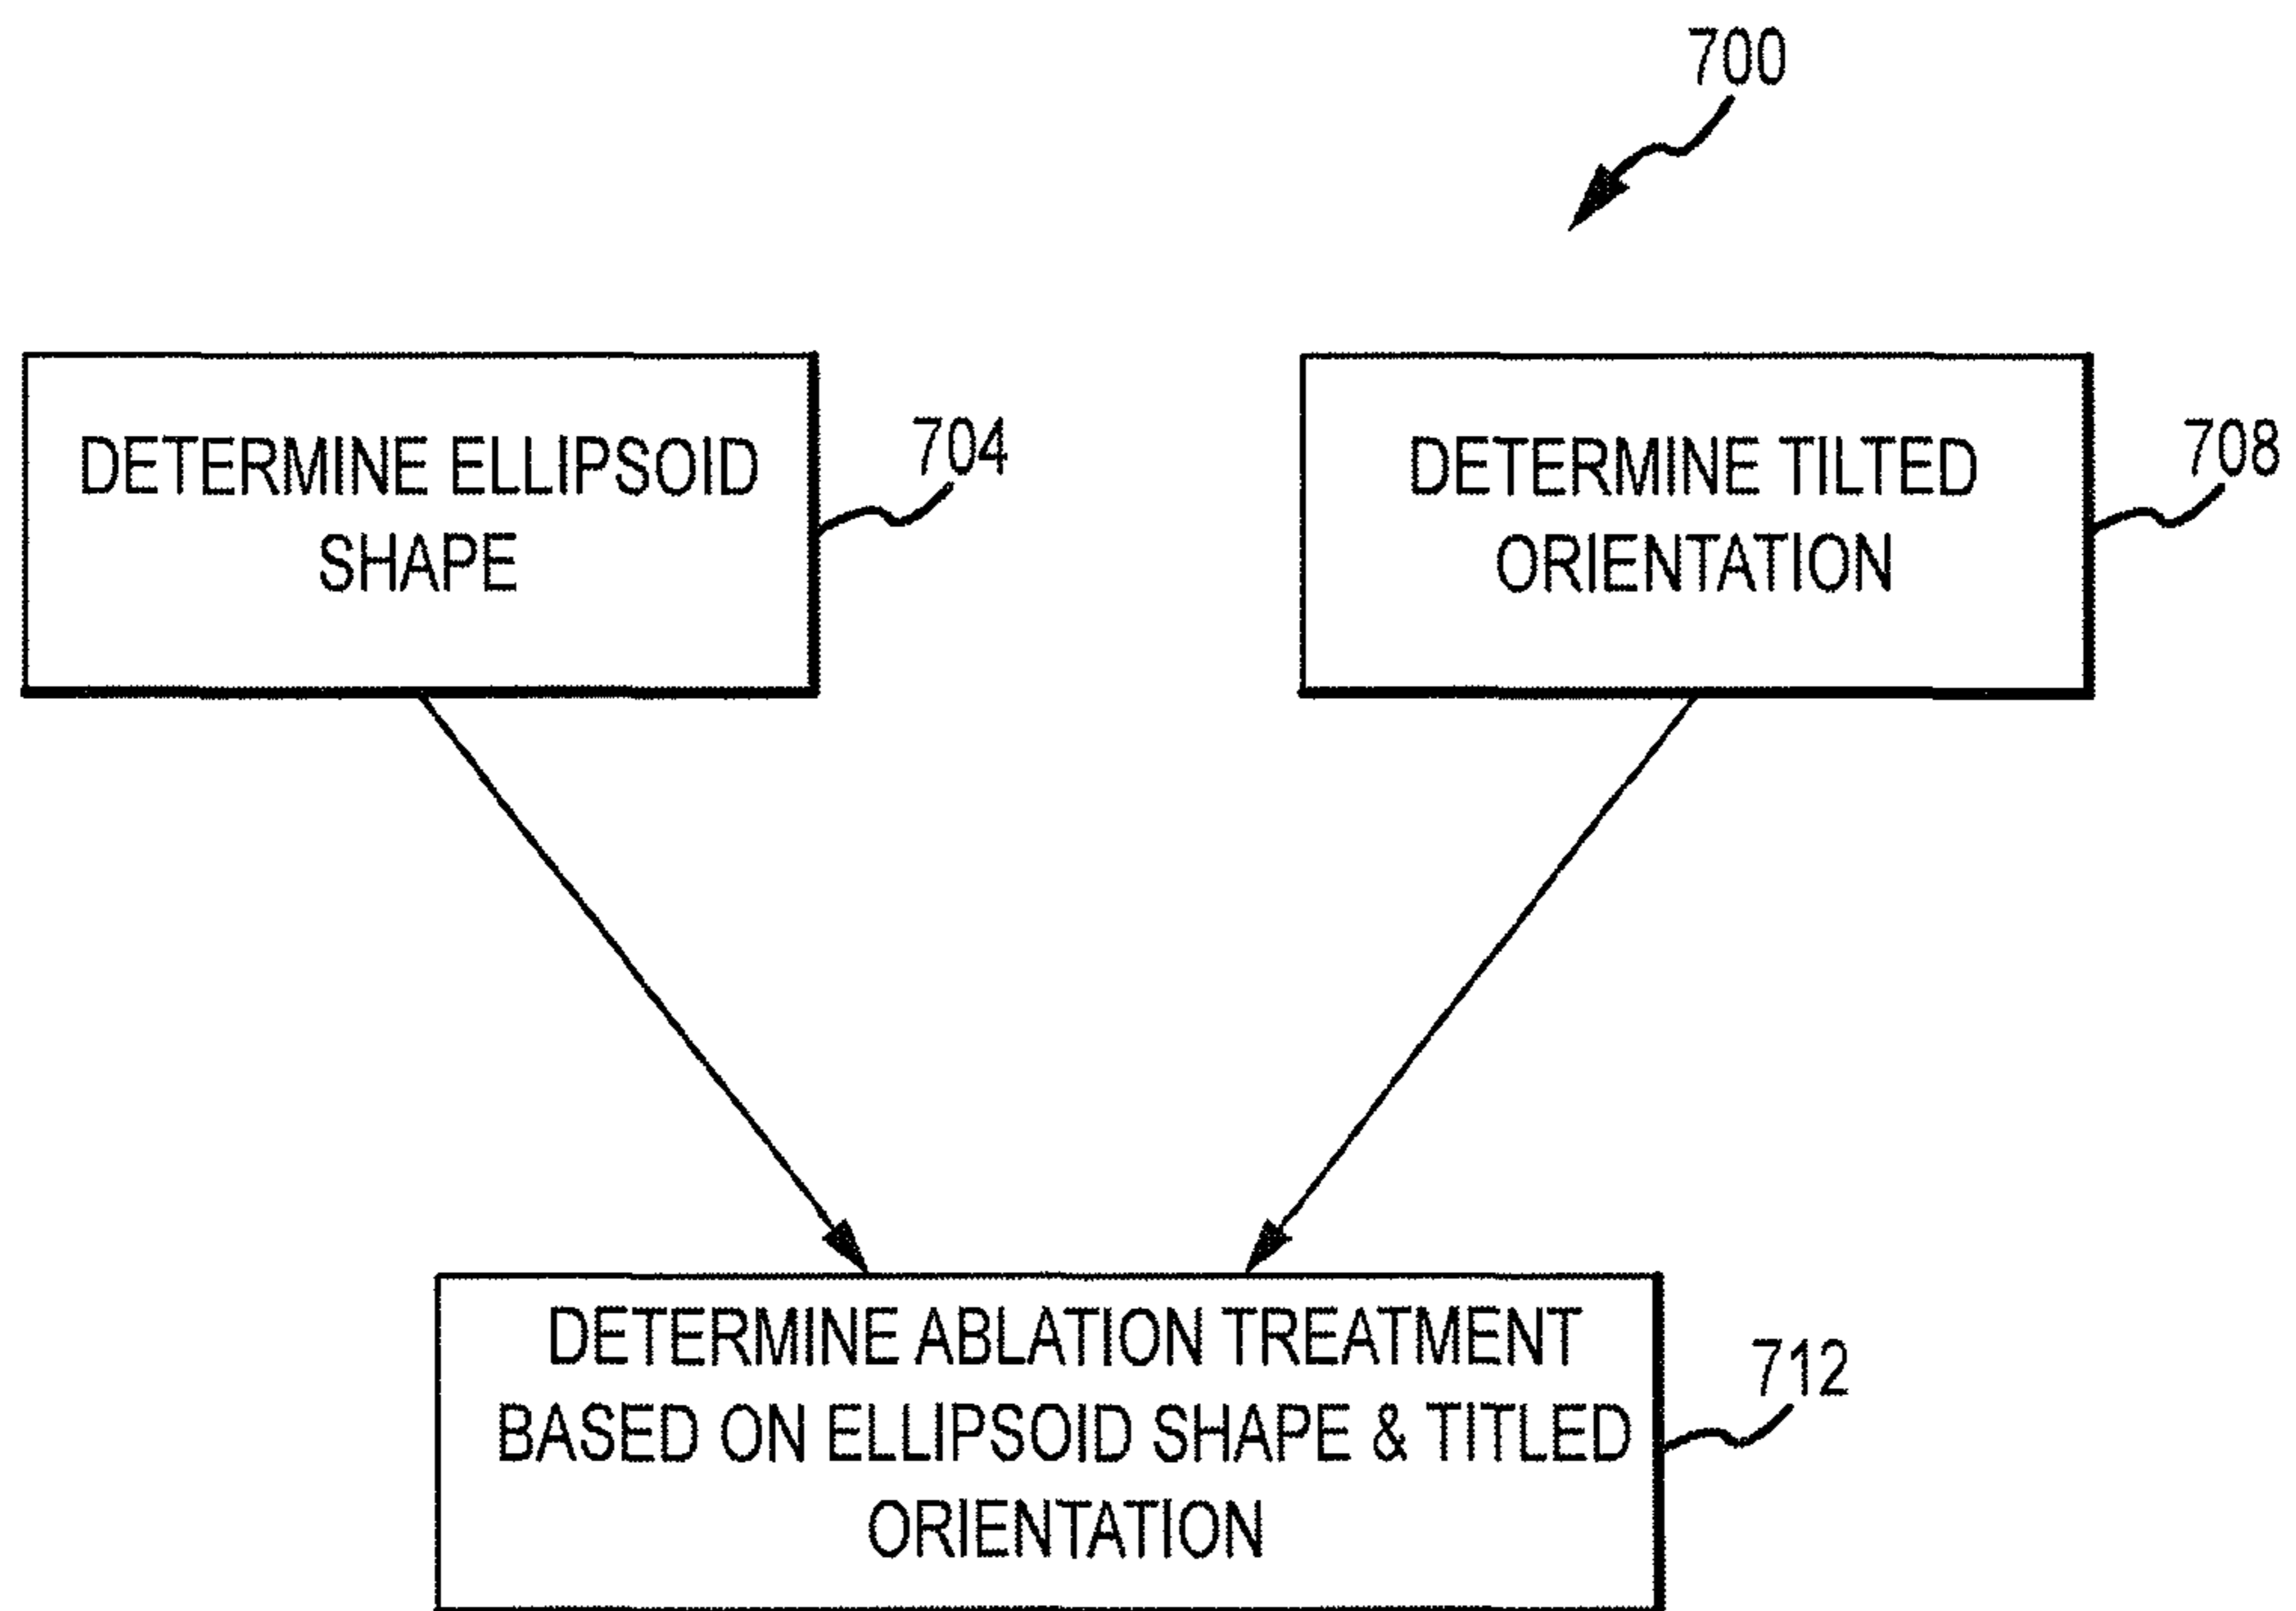 700
DETERMINE ELLIPSOID
SHAPE
704
DETERMINE TILTED
ORIENTATION
708
DETERMINE ABLATION TREATMENT
BASED ON ELLIPSOID SHAPE & TITLED
ORIENTATION
712